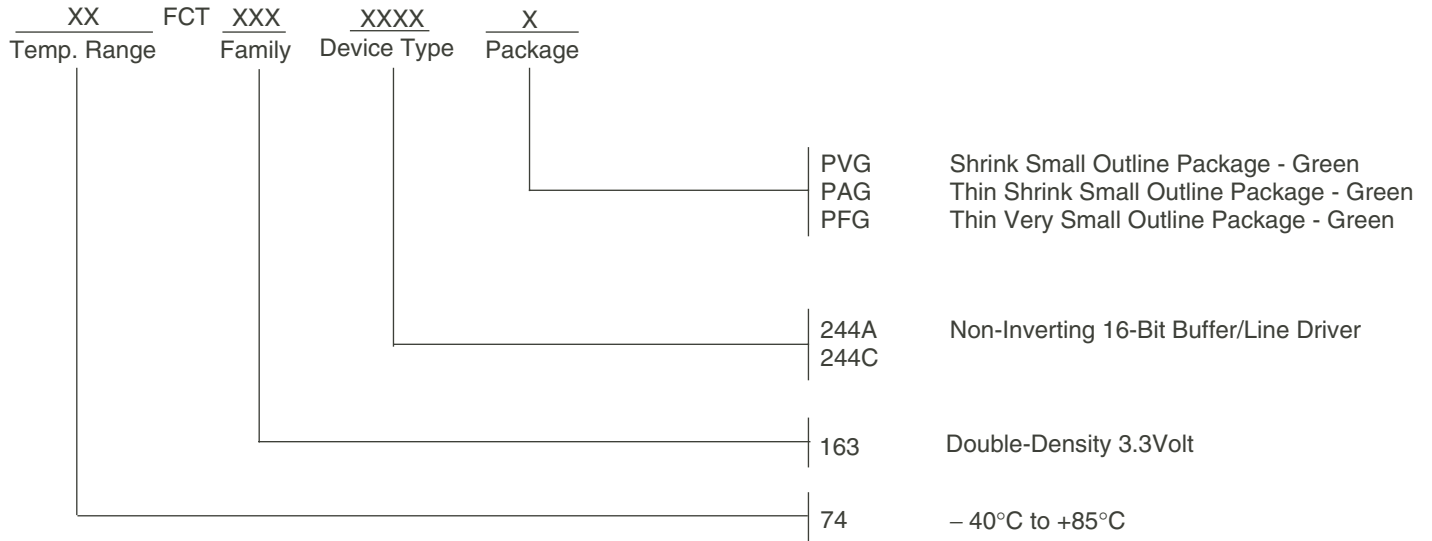 XX FCT XXX XXXX X
Temp. Range Family Device Type Package
PVG Shrink Small Outline Package - Green
PAG Thin Shrink Small Outline Package - Green
PFG Thin Very Small Outline Package - Green
244A Non-Inverting 16-Bit Buffer/Line Driver
244C
163 Double-Density 3.3Volt
74 – 40°C to +85°C